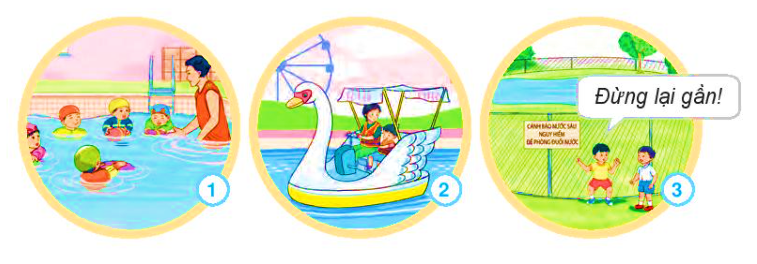 Đừng lại gần!
CẢNH BÁO NƯỚC SÂU
NGUY HIỂM
ĐỀ PHÒNG ĐUỐI NƯỚC
1
2
3